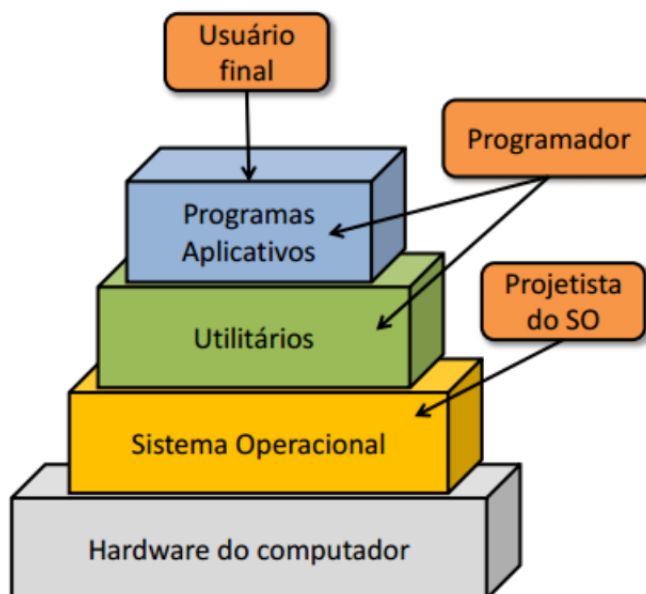 Usuário
final
Programador
Programas
Aplicativos
Projetista
do SO
Utilitários
Sistema Operacional
Hardware do computador